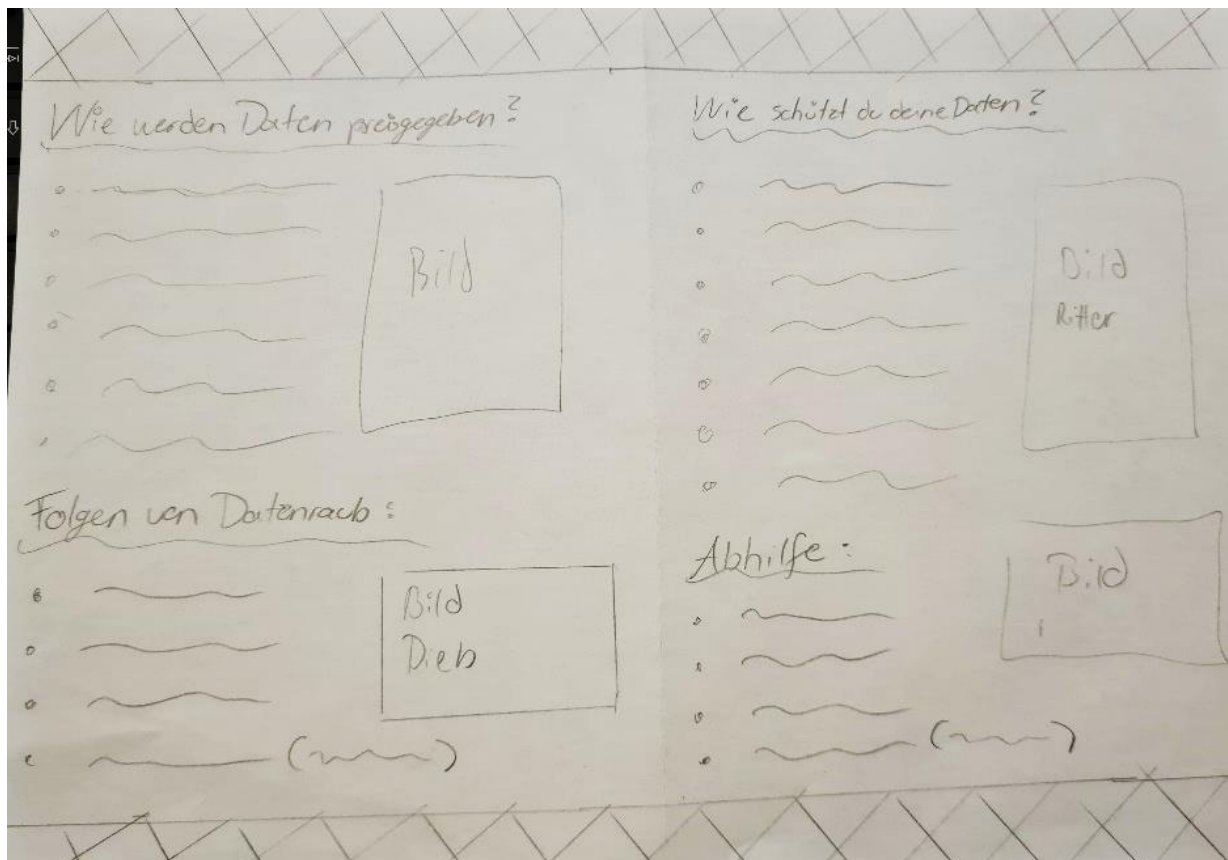 Wie werden Daten preisgegeben?
Bild
Folgen von Datenraub:
Bild
Dieb
Wie schützt du deine Daten?
Bild
Ritter
Abhilfe:
Bild